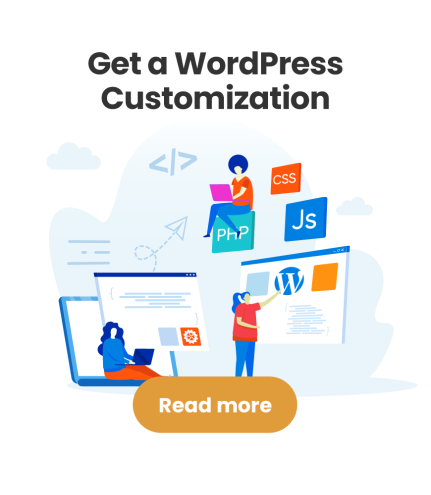 Get a WordPress
Customization
</>
CSS
Js
PHP
W
Read more